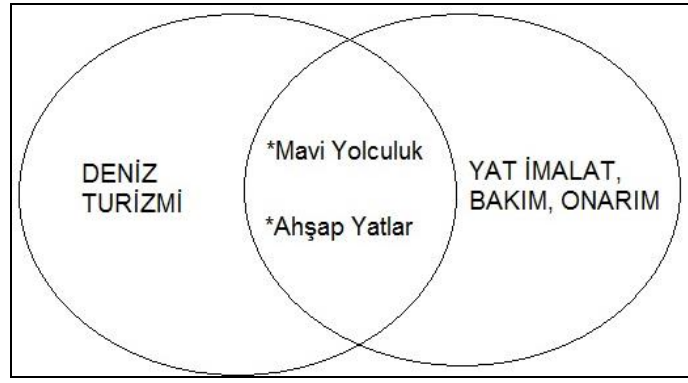 DENİZ
TURİZMİ
*Mavi Yolculuk
*Ahşap Yatlar
YAT İMALAT,
BAKIM, ONARIM